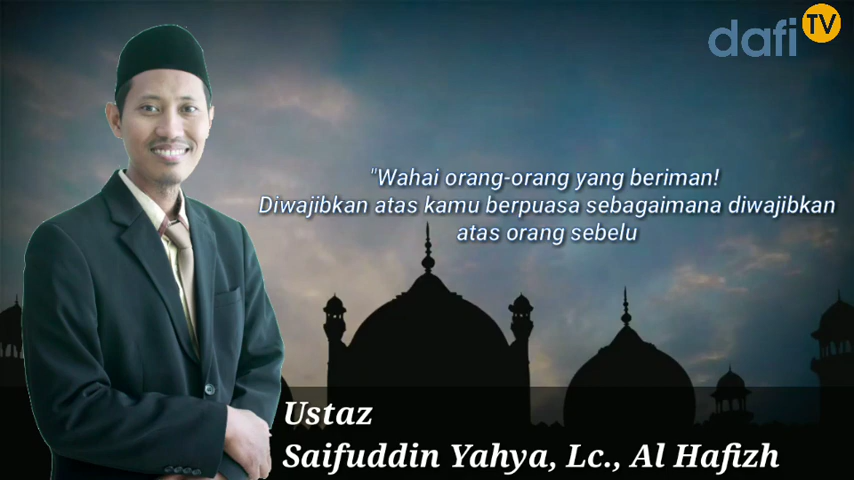 dafi TV
"Wahai orang-orang yang beriman!
Diwajibkan atas kamu berpuasa sebagaimana diwajibkan
atas orang sebelu
Ustaz
Saifuddin Yahya, Lc., Al Hafizh